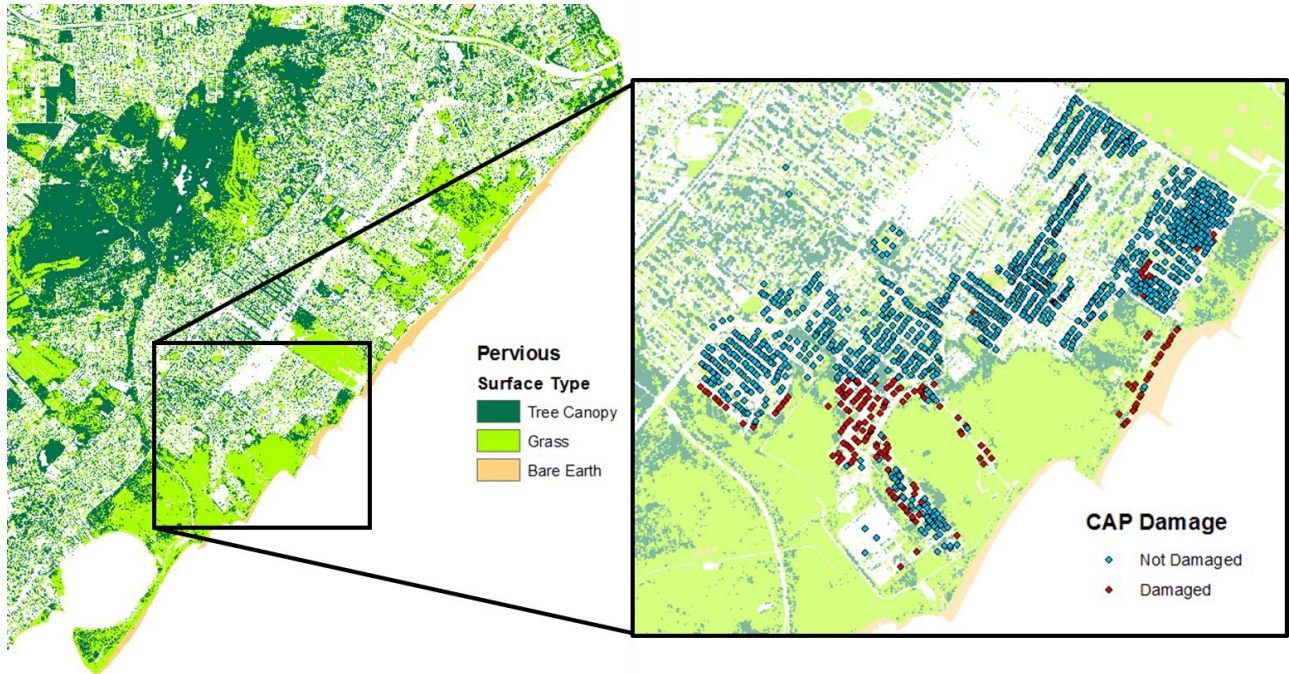 Pervious
Surface Type
Tree Canopy
Grass
Bare Earth
CAP Damage
Not Damaged
Damaged